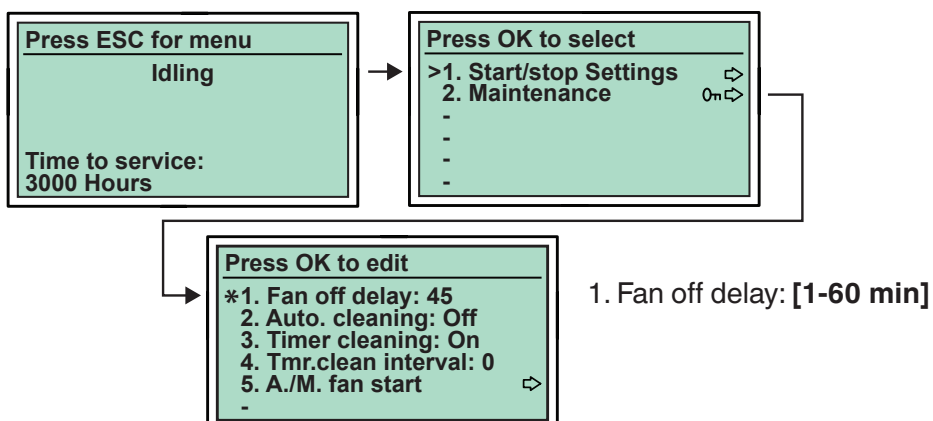 Press ESC for menu
Idling
Time to service:
3000 Hours
Press OK to select
>1. Start/stop Settings
2. Maintenance
-
-
-
-
Press OK to edit
*1. Fan off delay: 45
2. Auto. cleaning: Off
3. Timer cleaning: On
4. Tmr.clean interval: 0
5. A./M. fan start
-
1. Fan off delay: [1-60 min]